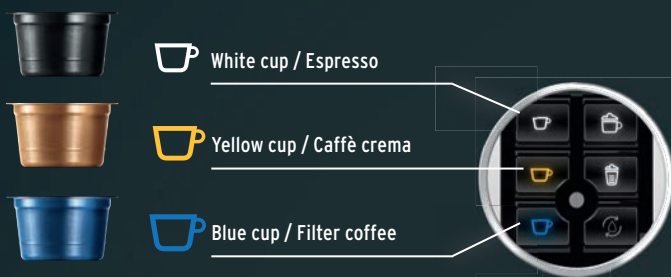 White cup / Espresso
Yellow cup / Caffè crema
Blue cup / Filter coffee